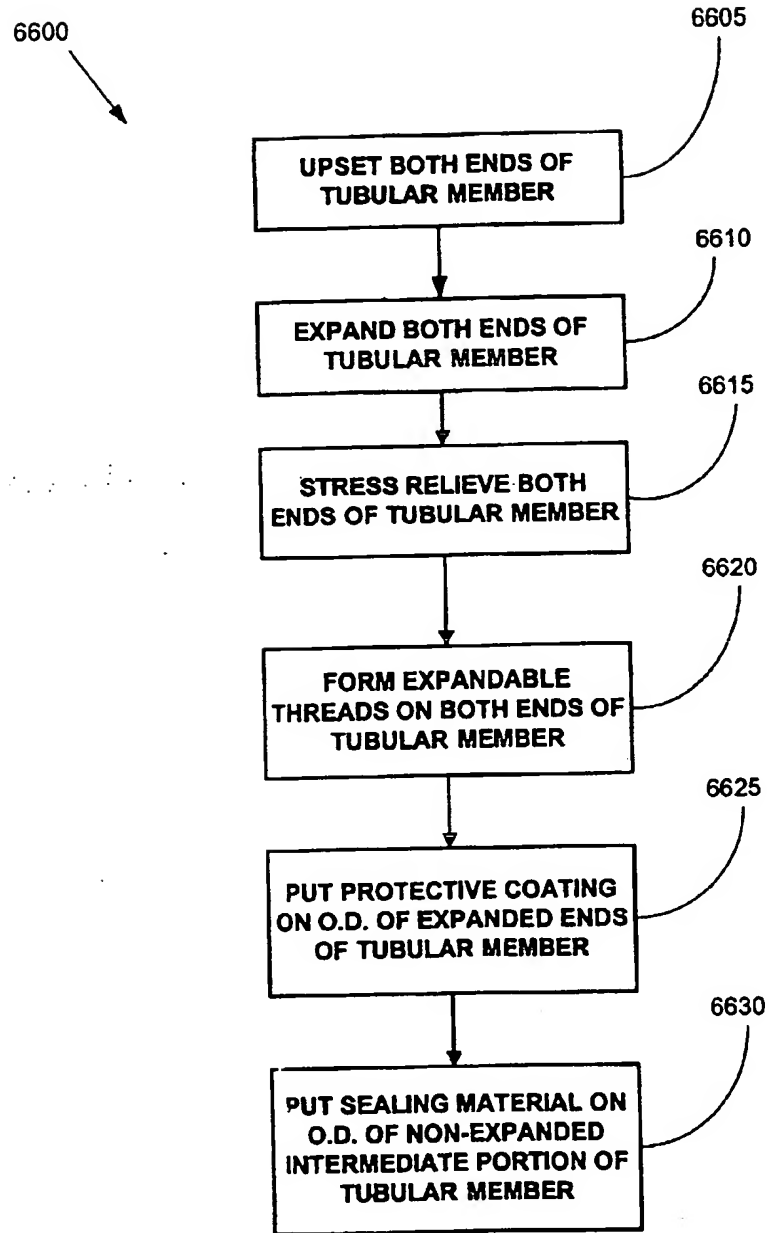 6600
6605
UPSET BOTH ENDS OF
TUBULAR MEMBER
6610
EXPAND BOTH ENDS OF
TUBULAR MEMBER
6615
STRESS RELIEVE BOTH
ENDS OF TUBULAR MEMBER
6620
FORM EXPANDABLE
THREADS ON BOTH ENDS OF
TUBULAR MEMBER
6625
PUT PROTECTIVE COATING
ON O.D. OF EXPANDED ENDS
OF TUBULAR MEMBER
6630
PUT SEALING MATERIAL ON
O.D. OF NON-EXPANDED
INTERMEDIATE PORTION OF
TUBULAR MEMBER